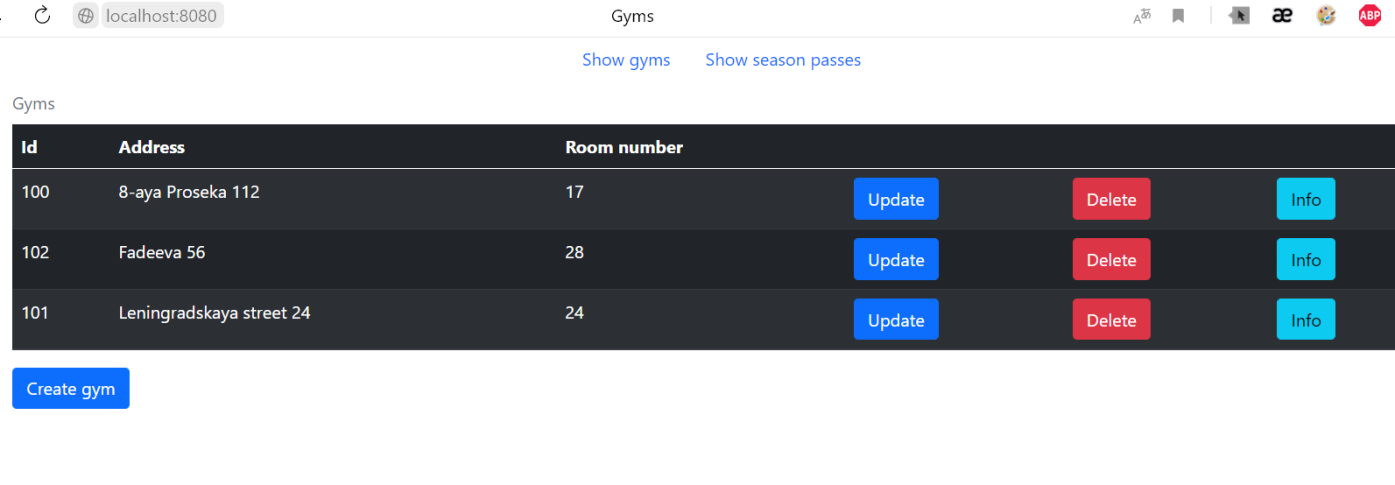 localhost:8080 Gyms ABP
Show gyms Show season passes
Gyms
Id Address Room number
100 8-aya Proseka 112 17 Update Delete Info
102 Fadeeva 56 28 Update Delete Info
101 Leningradskaya street 24 24 Update Delete Info
Create gym